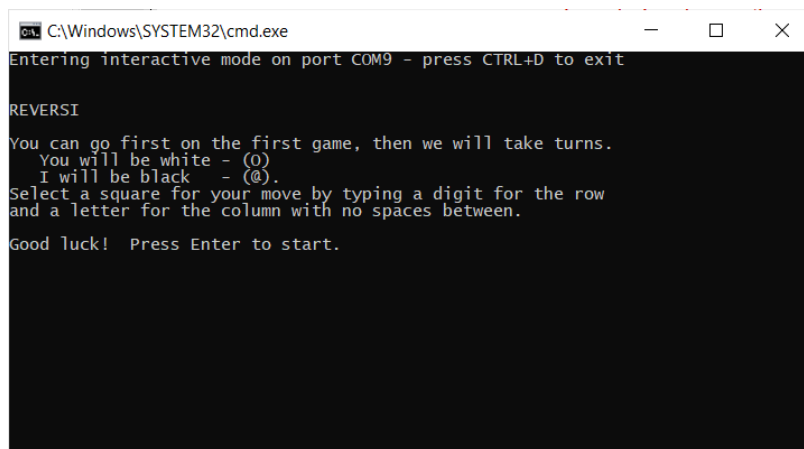 C:\Windows\SYSTEM32\cmd.exe
Entering interactive mode on port COM9 - press CTRL+D to exit
REVERSI
You can go first on the first game, then we will take turns.
You will be white - (O)
I will be black - (@).
Select a square for your move by typing a digit for the row
and a letter for the column with no spaces between.
Good luck! Press Enter to start.